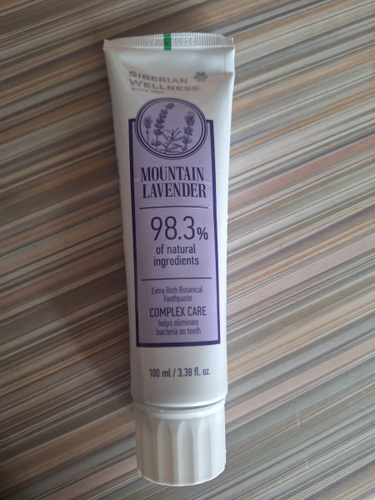 SIBERIAN
WELLNESS
MOUNTAIN
LAVENDER
98.3%
of natural
ingredients
Extra Rich Botanical
Toothpaste
COMPLEX CARE
helps eliminate
bacteria on teeth
100 ml / 3.38 fl. oz.